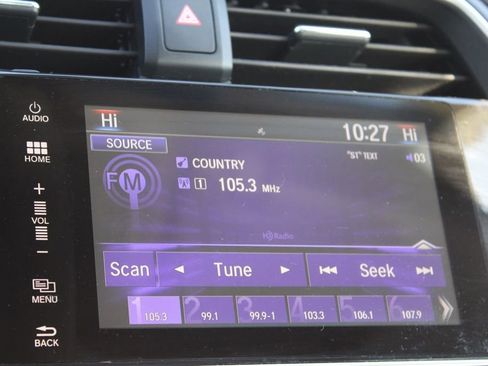 Hi 10:27 Hi
AUDIO
SOURCE "ST" TEXT 03
HOME
COUNTRY
FM
1 105.3 MHz
+
VOL
−
HD Radio
Scan Tune Seek
MENU
1 105.3 2 99.1 3 99.9-1 4 103.3 5 106.1 6 107.9
BACK